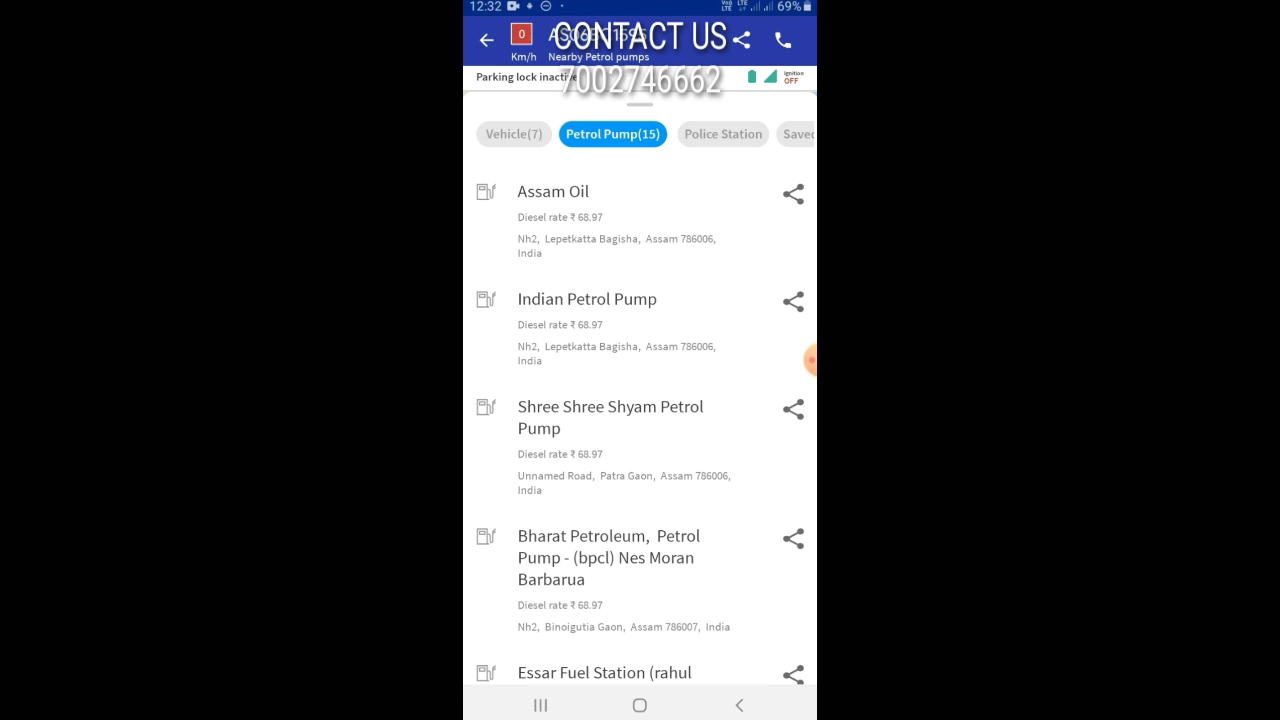 12:32
Voo LTE LTE 69%
0
CONTACT US
Km/h Nearby Petrol pumps
Parking lock inactive
7002746662
Ignition
OFF
Vehicle(7) Petrol Pump(15) Police Station Saved
Assam Oil
Diesel rate ₹ 68.97
Nh2, Lepetkatta Bagisha, Assam 786006,
India
Indian Petrol Pump
Diesel rate ₹ 68.97
Nh2, Lepetkatta Bagisha, Assam 786006,
India
Shree Shree Shyam Petrol
Pump
Diesel rate ₹ 68.97
Unnamed Road, Patra Gaon, Assam 786006,
India
Bharat Petroleum, Petrol
Pump - (bpcl) Nes Moran
Barbarua
Diesel rate ₹ 68.97
Nh2, Binoigutia Gaon, Assam 786007, India
Essar Fuel Station (rahul